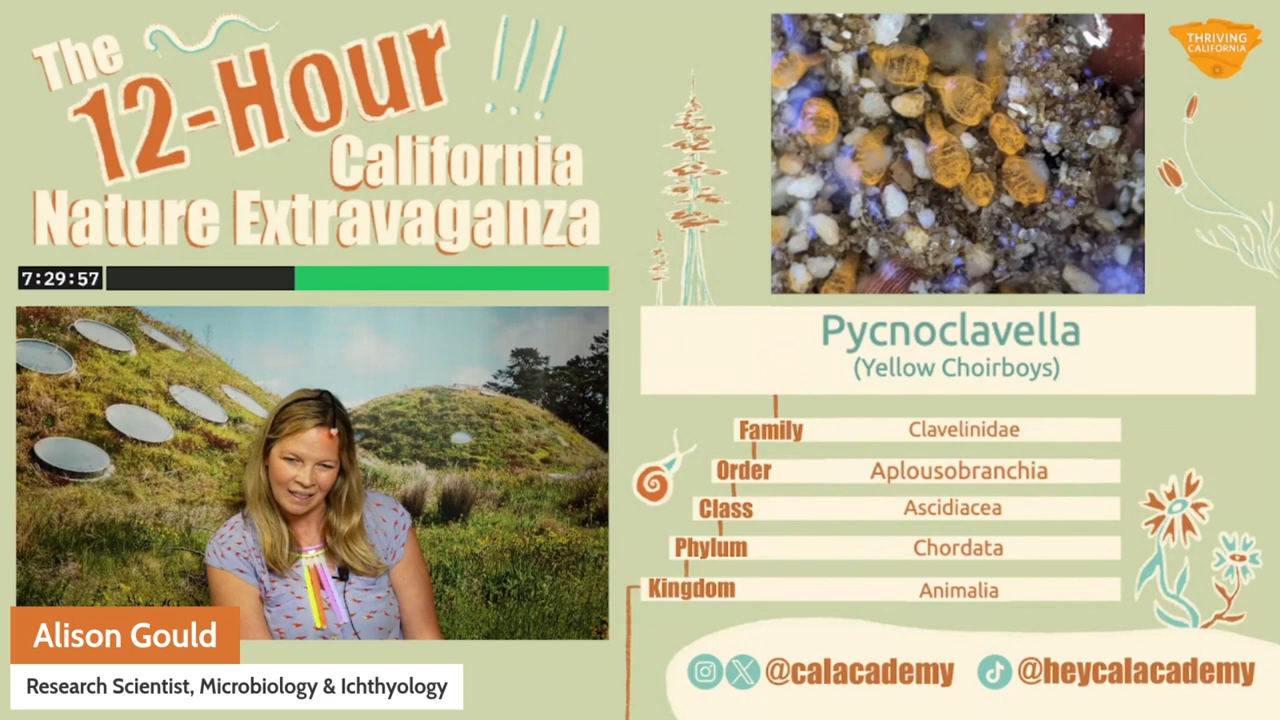 The
12-Hour !!!
California
Nature Extravaganza
7:29:57
Alison Gould
Research Scientist, Microbiology & Ichthyology
THRIVING
CALIFORNIA
Pycnoclavella
(Yellow Choirboys)
Family Clavelinidae
Order Aplousobranchia
Class Ascidiacea
Phylum Chordata
Kingdom Animalia
@calacademy @heycalacademy